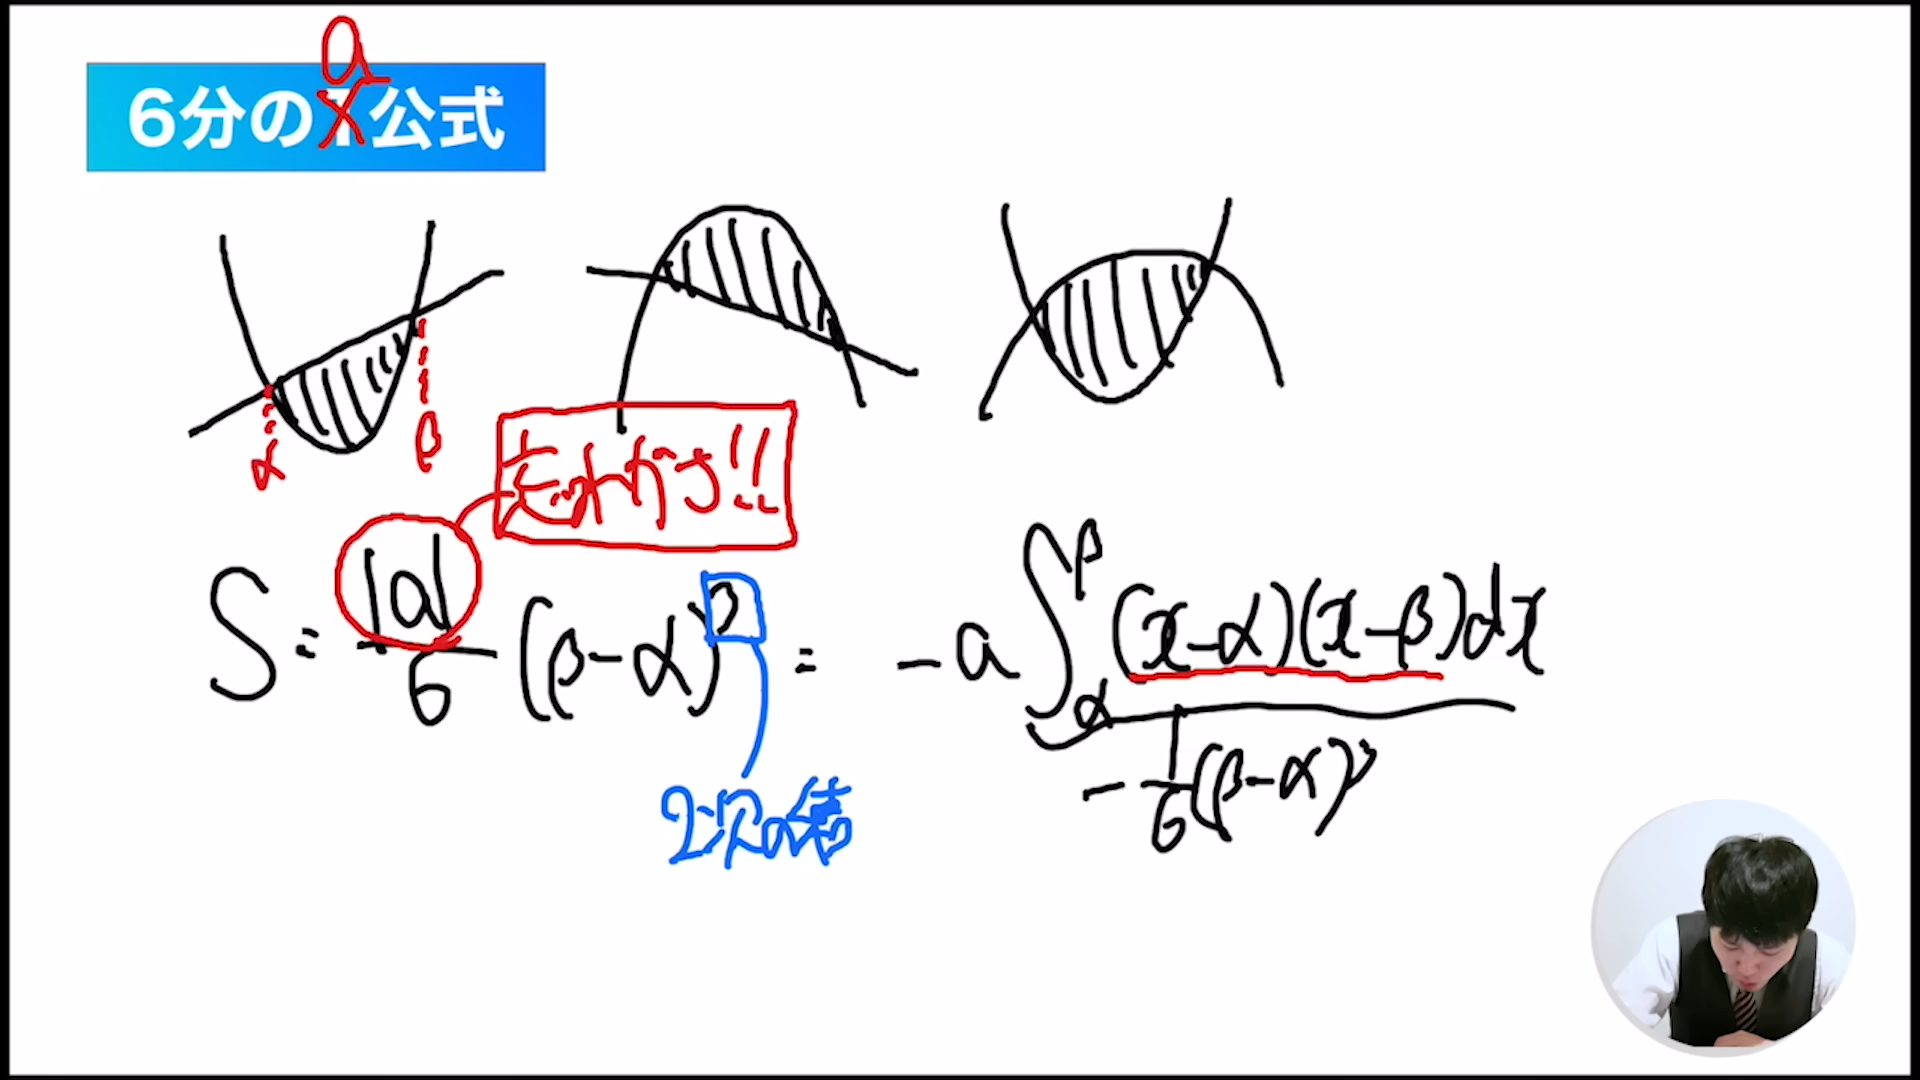 a
6分の1公式
α β
忘れがち!!
S = |a|/6 (β-α)³ = -a∫_α^β (x-α)(x-β)dx
-1/6(β-α)³
2次の係